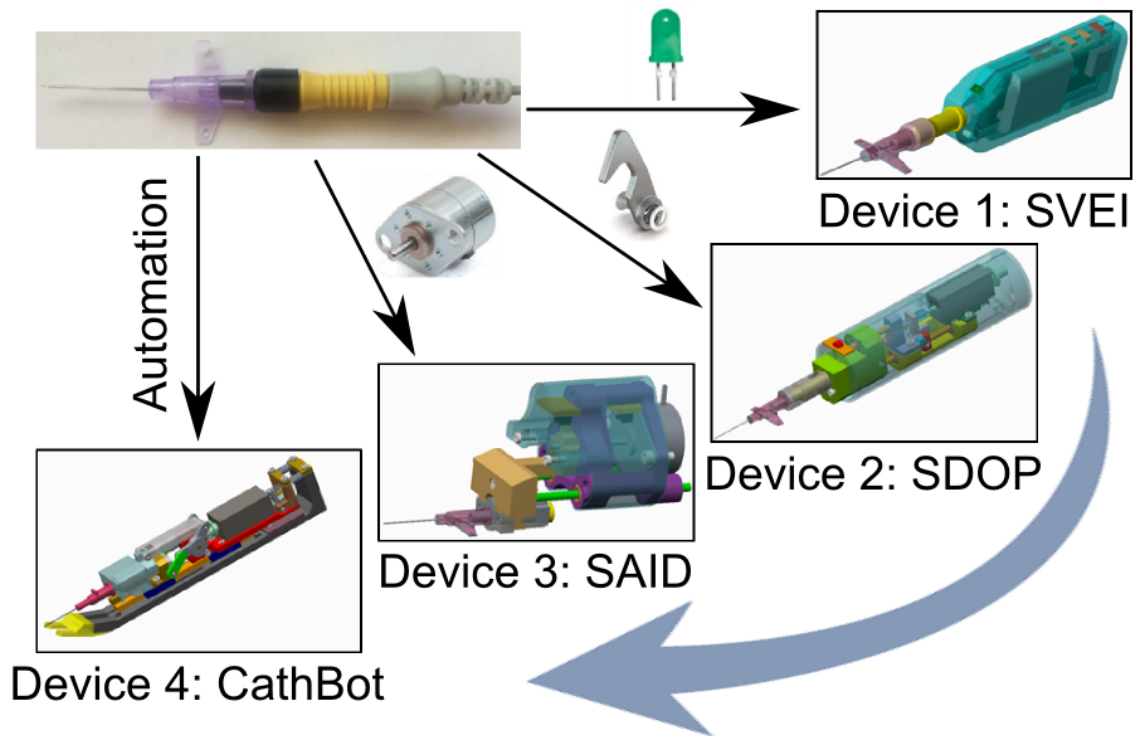 Device 1: SVEI
Automation
Device 2: SDOP
Device 3: SAID
Device 4: CathBot